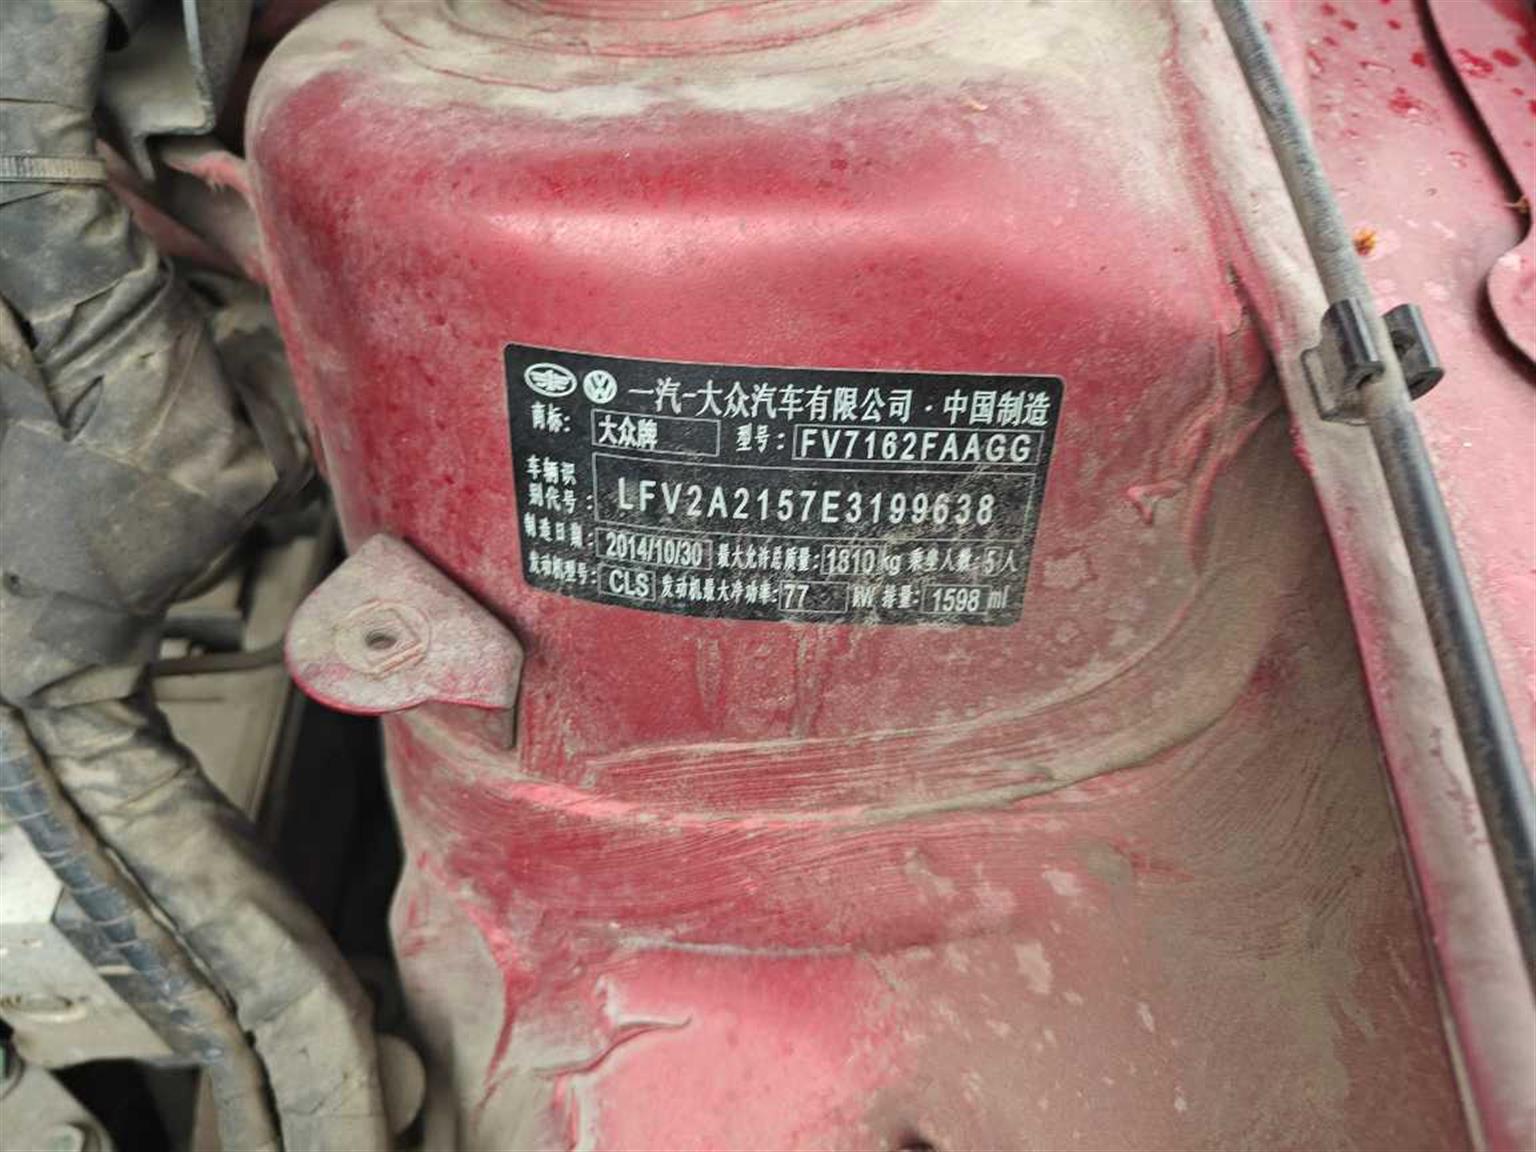 一汽-大众汽车有限公司·中国制造
商标: 大众牌 型号: FV7162FAAGG
车辆识别代号: LFV2A2157E3199638
制造日期: 2014/10/30 最大允许总质量: 1810 kg 乘坐人数: 5 人
发动机型号: CLS 发动机最大净功率: 77 kW 排量: 1598 ml